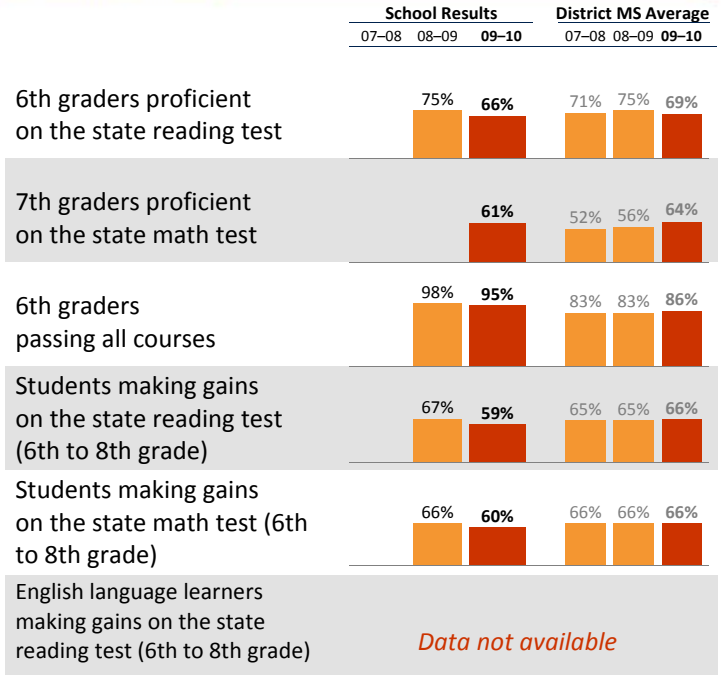 School Results District MS Average
07–08 08–09 09–10 07–08 08–09 09–10
6th graders proficient
on the state reading test
75% 66% 71% 75% 69%
7th graders proficient
on the state math test
61% 52% 56% 64%
6th graders
passing all courses
98% 95% 83% 83% 86%
Students making gains
on the state reading test
(6th to 8th grade)
67% 59% 65% 65% 66%
Students making gains
on the state math test (6th
to 8th grade)
66% 60% 66% 66% 66%
English language learners
making gains on the state
reading test (6th to 8th grade)
Data not available